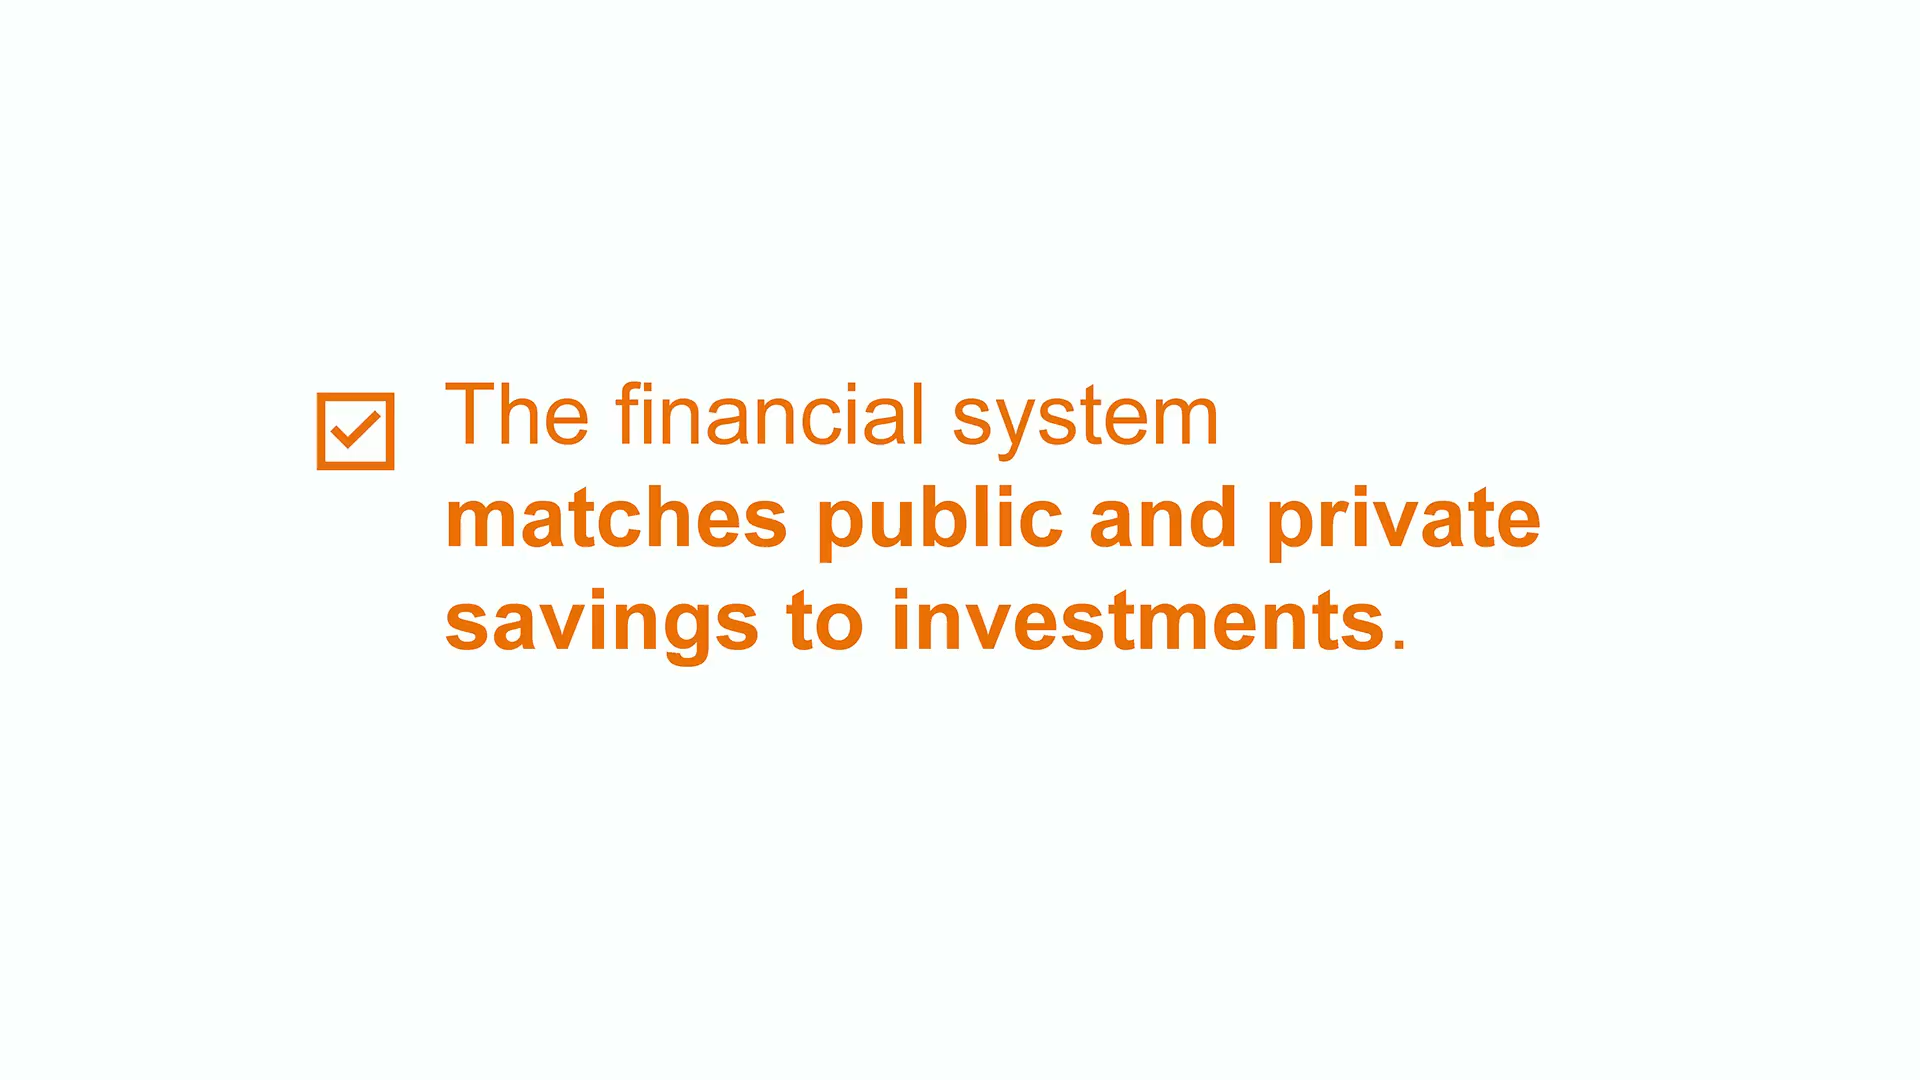 The financial system
matches public and private
savings to investments.